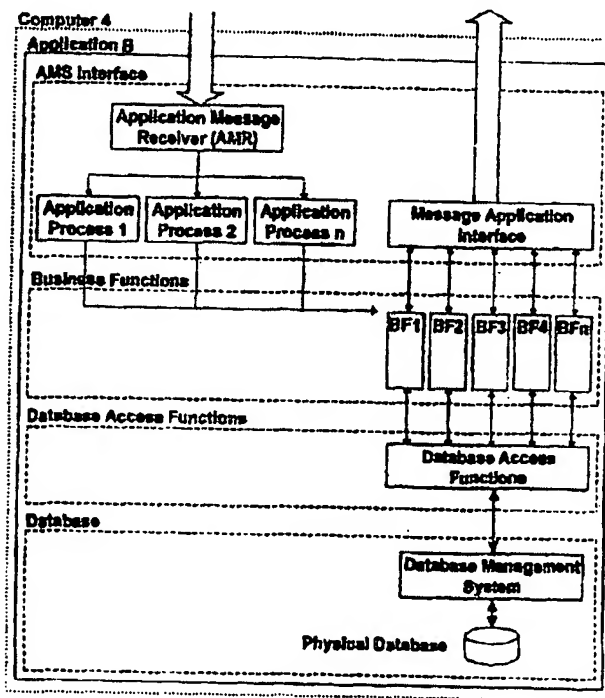 Computer 4
Application B
AMS Interface
Application Message
Receiver (AMR)
Application
Process 1
Application
Process 2
Application
Process n
Message Application
Interface
Business Functions
BF1
BF2
BF3
BF4
BFn
Database Access Functions
Database Access
Functions
Database
Database Management
System
Physical Database